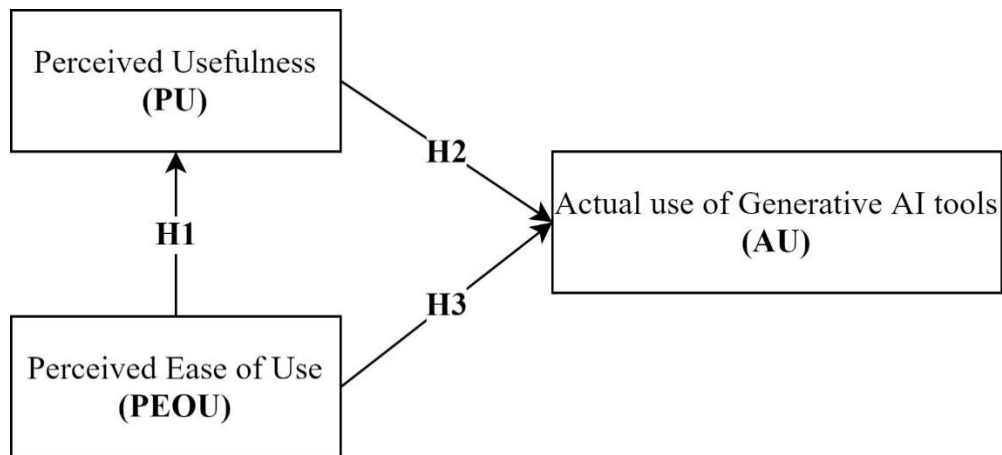 Perceived Usefulness
(PU)
H2
Actual use of Generative AI tools
(AU)
H1
H3
Perceived Ease of Use
(PEOU)